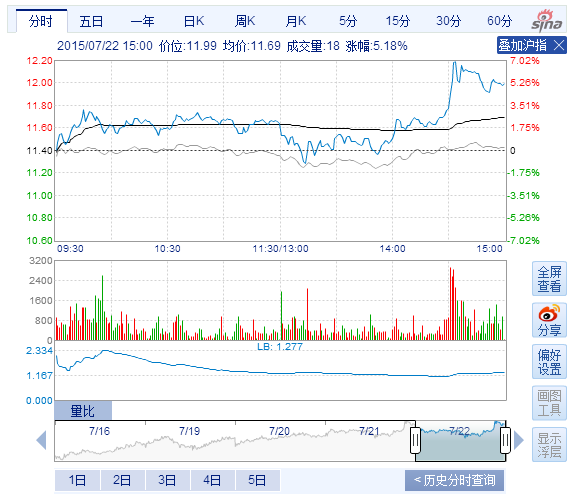 分时 五日 一年 日K 周K 月K 5分 15分 30分 60分
sina
2015/07/22 15:00 价位:11.99 均价:11.69 成交量:18 涨幅:5.18% 叠加沪指 X
12.20 7.02%
12.00 5.26%
11.80 3.51%
11.60 1.75%
11.40 0
11.20 -1.75%
11.00 -3.51%
10.80 -5.26%
10.60 -7.02%
09:30 10:30 11:30/13:00 14:00 15:00
3200
2400
1600
800
0
全屏
查看
分享
LB: 1.277
2.334
1.167
0.000
偏好
设置
画图
工具
量比
7/16 7/19 7/20 7/21 7/22
显示
浮层
1日 2日 3日 4日 5日 <历史分时查询